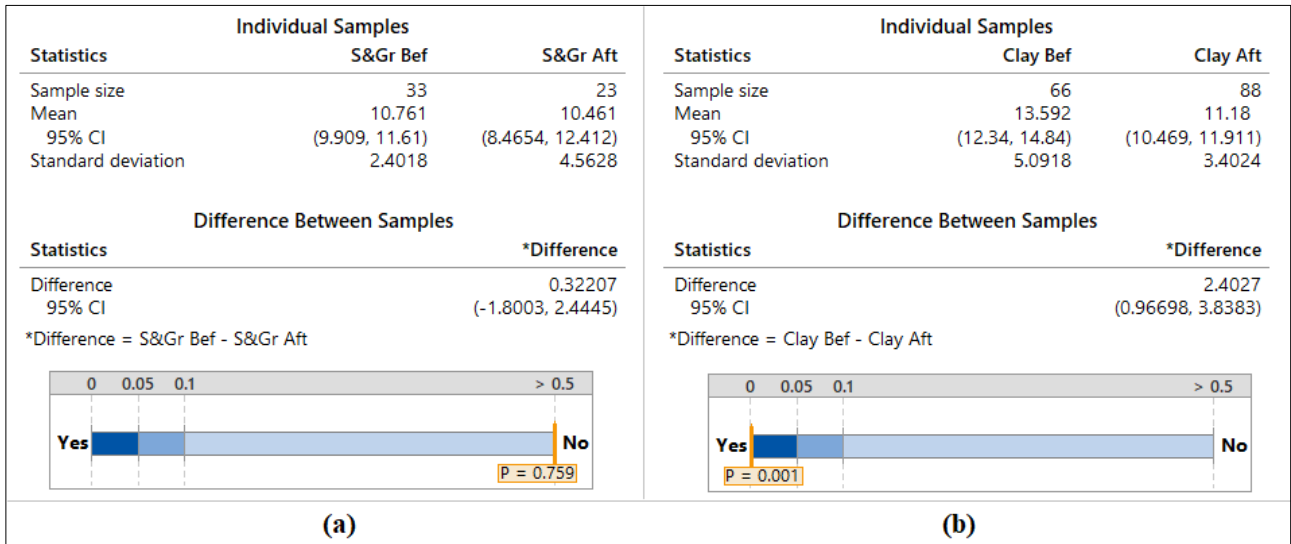 Individual Samples
Statistics S&Gr Bef S&Gr Aft
Sample size 33 23
Mean 10.761 10.461
95% CI (9.909, 11.61) (8.4654, 12.412)
Standard deviation 2.4018 4.5628
Difference Between Samples
Statistics *Difference
Difference 0.32207
95% CI (-1.8003, 2.4445)
*Difference = S&Gr Bef - S&Gr Aft
0 0.05 0.1 > 0.5
Yes No
P = 0.759
(a)
Individual Samples
Statistics Clay Bef Clay Aft
Sample size 66 88
Mean 13.592 11.18
95% CI (12.34, 14.84) (10.469, 11.911)
Standard deviation 5.0918 3.4024
Difference Between Samples
Statistics *Difference
Difference 2.4027
95% CI (0.96698, 3.8383)
*Difference = Clay Bef - Clay Aft
0 0.05 0.1 > 0.5
Yes No
P = 0.001
(b)